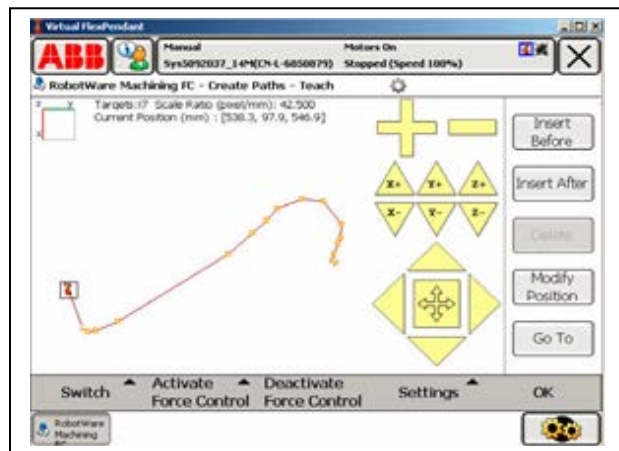 Virtual FlexPendant
ABB
Manual
Motors On
Sys5092037_14M(CN-L-6050079)
Stopped (Speed 100%)
RobotWare Machining FC - Create Paths - Teach
z Y
X
Targets:17 Scale Ratio (pixel/mm): 42.500
Current Position (mm) : [538.3, 97.9, 546.9]
Insert Before
X+ Y+ Z+
X- Y- Z-
Insert After
Delete
Modify Position
Go To
Switch
Activate Force Control
Deactivate Force Control
Settings
OK
RobotWare
Machining
FC